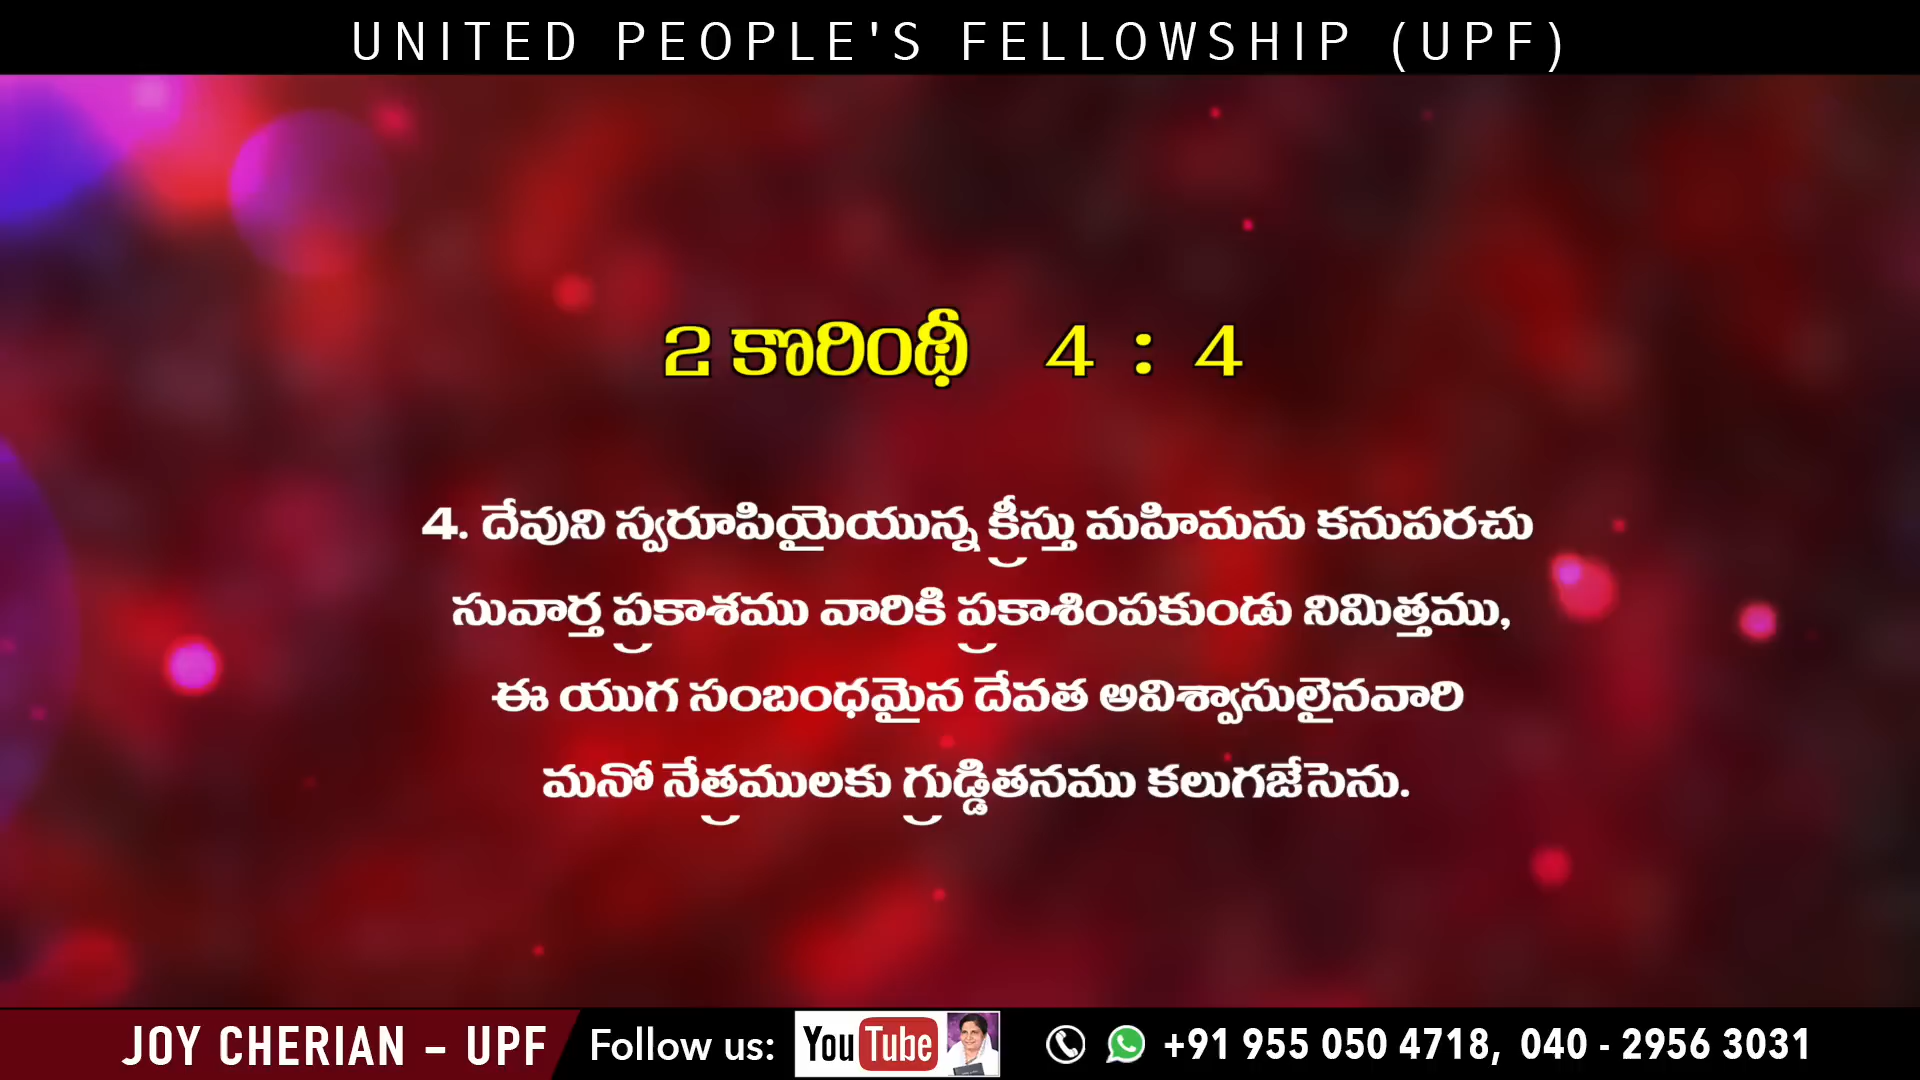 UNITED PEOPLE'S FELLOWSHIP (UPF)
2 కొరింథీ 4 : 4
4. దేవుని స్వరూపియైయున్న క్రీస్తు మహిమను కనుపరచు
సువార్త ప్రకాశము వారికి ప్రకాశింపకుండు నిమిత్తము,
ఈ యుగ సంబంధమైన దేవత అవిశ్వాసులైనవారి
మనో నేత్రములకు గ్రుడ్డితనము కలుగజేసెను.
JOY CHERIAN – UPF Follow us: YouTube +91 955 050 4718, 040 - 2956 3031